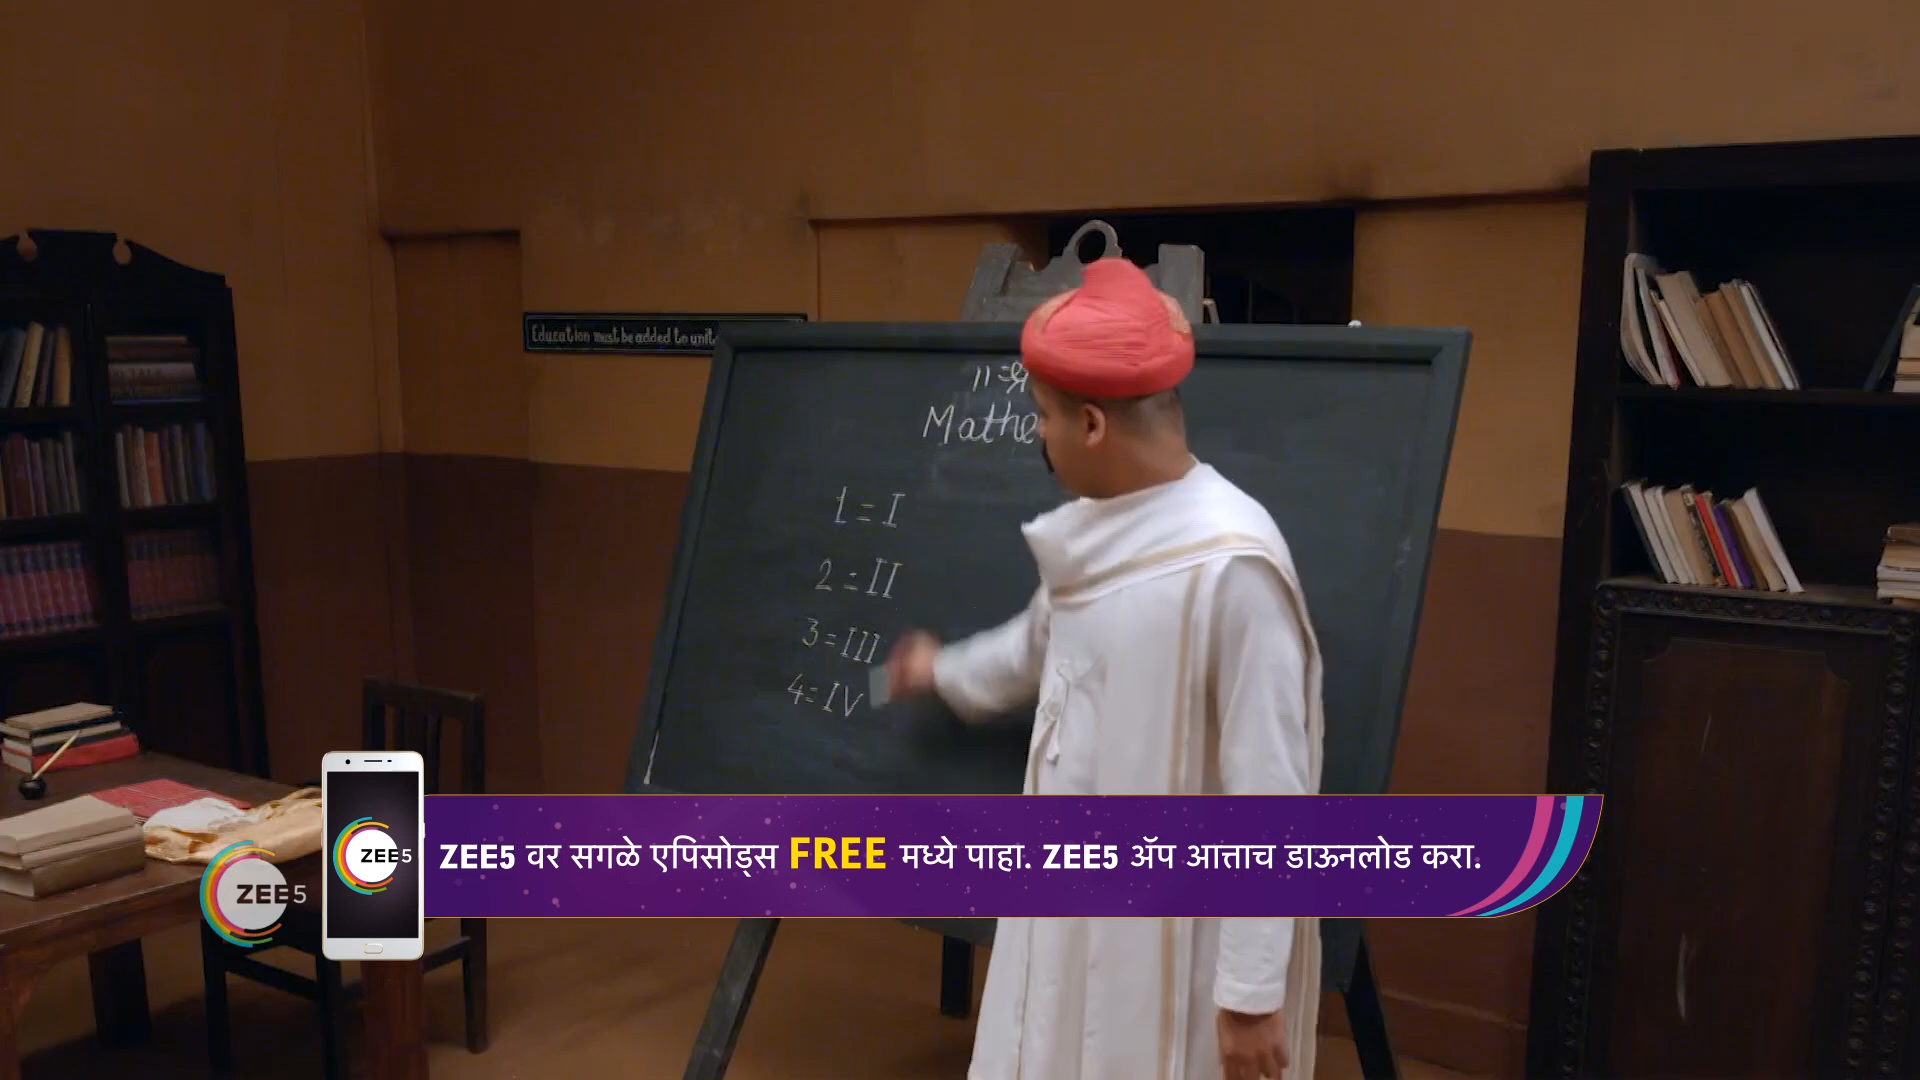 Education must be added to unit
॥ श्र
Mathe
1 = I
2 = II
3 = III
4 = IV
ZEE5
ZEE5 वर सगळे एपिसोड्स FREE मध्ये पाहा. ZEE5 ॲप आत्ताच डाऊनलोड करा.
ZEE5